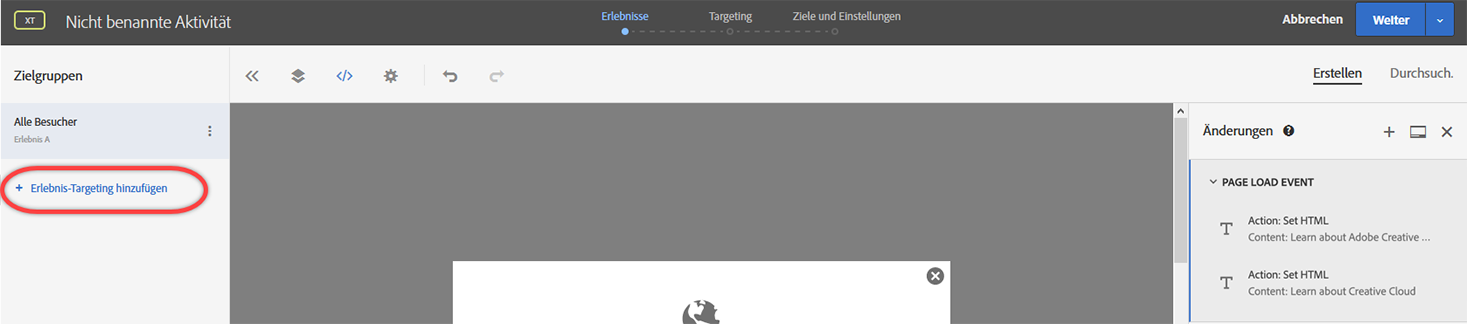 XT
Nicht benannte Aktivität
Erlebnisse
Targeting
Ziele und Einstellungen
Abbrechen
Weiter
Zielgruppen
Erstellen
Durchsuch.
Alle Besucher
Erlebnis A
+ Erlebnis-Targeting hinzufügen
Änderungen
PAGE LOAD EVENT
Action: Set HTML
Content: Learn about Adobe Creative ...
Action: Set HTML
Content: Learn about Creative Cloud